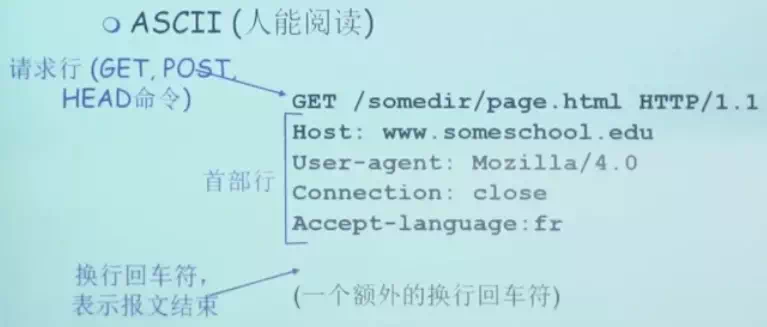 ASCII (人能阅读)
请求行 (GET, POST,
HEAD命令)
GET /somedir/page.html HTTP/1.1
Host: www.someschool.edu
User-agent: Mozilla/4.0
Connection: close
Accept-language:fr
首部行
换行回车符，
表示报文结束
(一个额外的换行回车符)